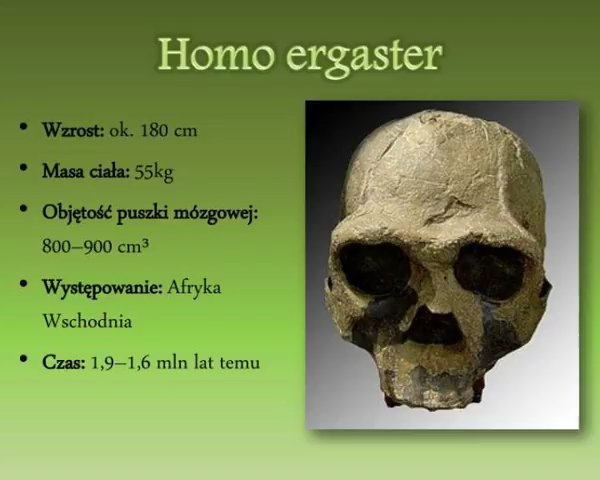 Homo ergaster
• Wzrost: ok. 180 cm
• Masa ciała: 55kg
• Objętość puszki mózgowej:
800–900 cm³
• Występowanie: Afryka
Wschodnia
• Czas: 1,9–1,6 mln lat temu